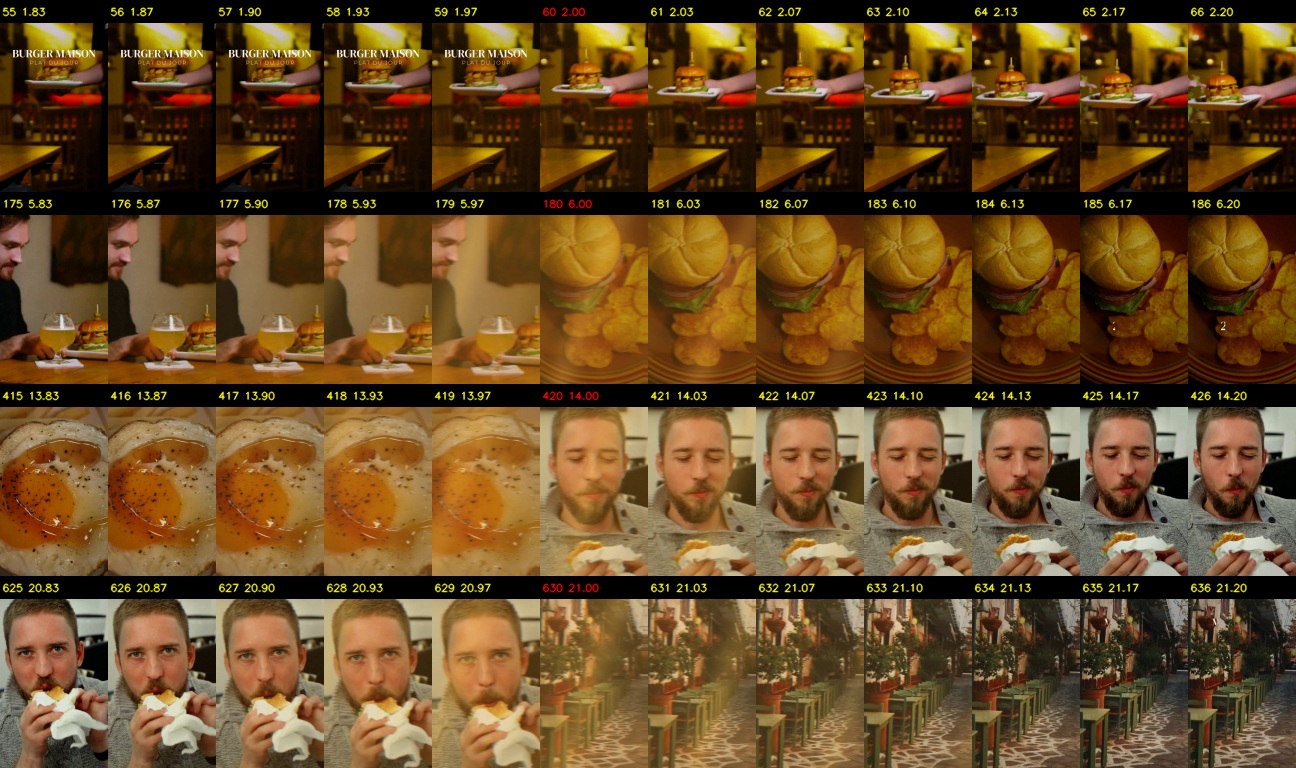 55 1.83 56 1.87 57 1.90 58 1.93 59 1.97 60 2.00 61 2.03 62 2.07 63 2.10 64 2.13 65 2.17 66 2.20
BURGER MAISON BURGER MAISON BURGER MAISON BURGER MAISON BURGER MAISON
PLAT DU JOUR PLAT DU JOUR PLAT DU JOUR PLAT DU JOUR PLAT DU JOUR
175 5.83 176 5.87 177 5.90 178 5.93 179 5.97 180 6.00 181 6.03 182 6.07 183 6.10 184 6.13 185 6.17 186 6.20
2
415 13.83 416 13.87 417 13.90 418 13.93 419 13.97 420 14.00 421 14.03 422 14.07 423 14.10 424 14.13 425 14.17 426 14.20
625 20.83 626 20.87 627 20.90 628 20.93 629 20.97 630 21.00 631 21.03 632 21.07 633 21.10 634 21.13 635 21.17 636 21.20